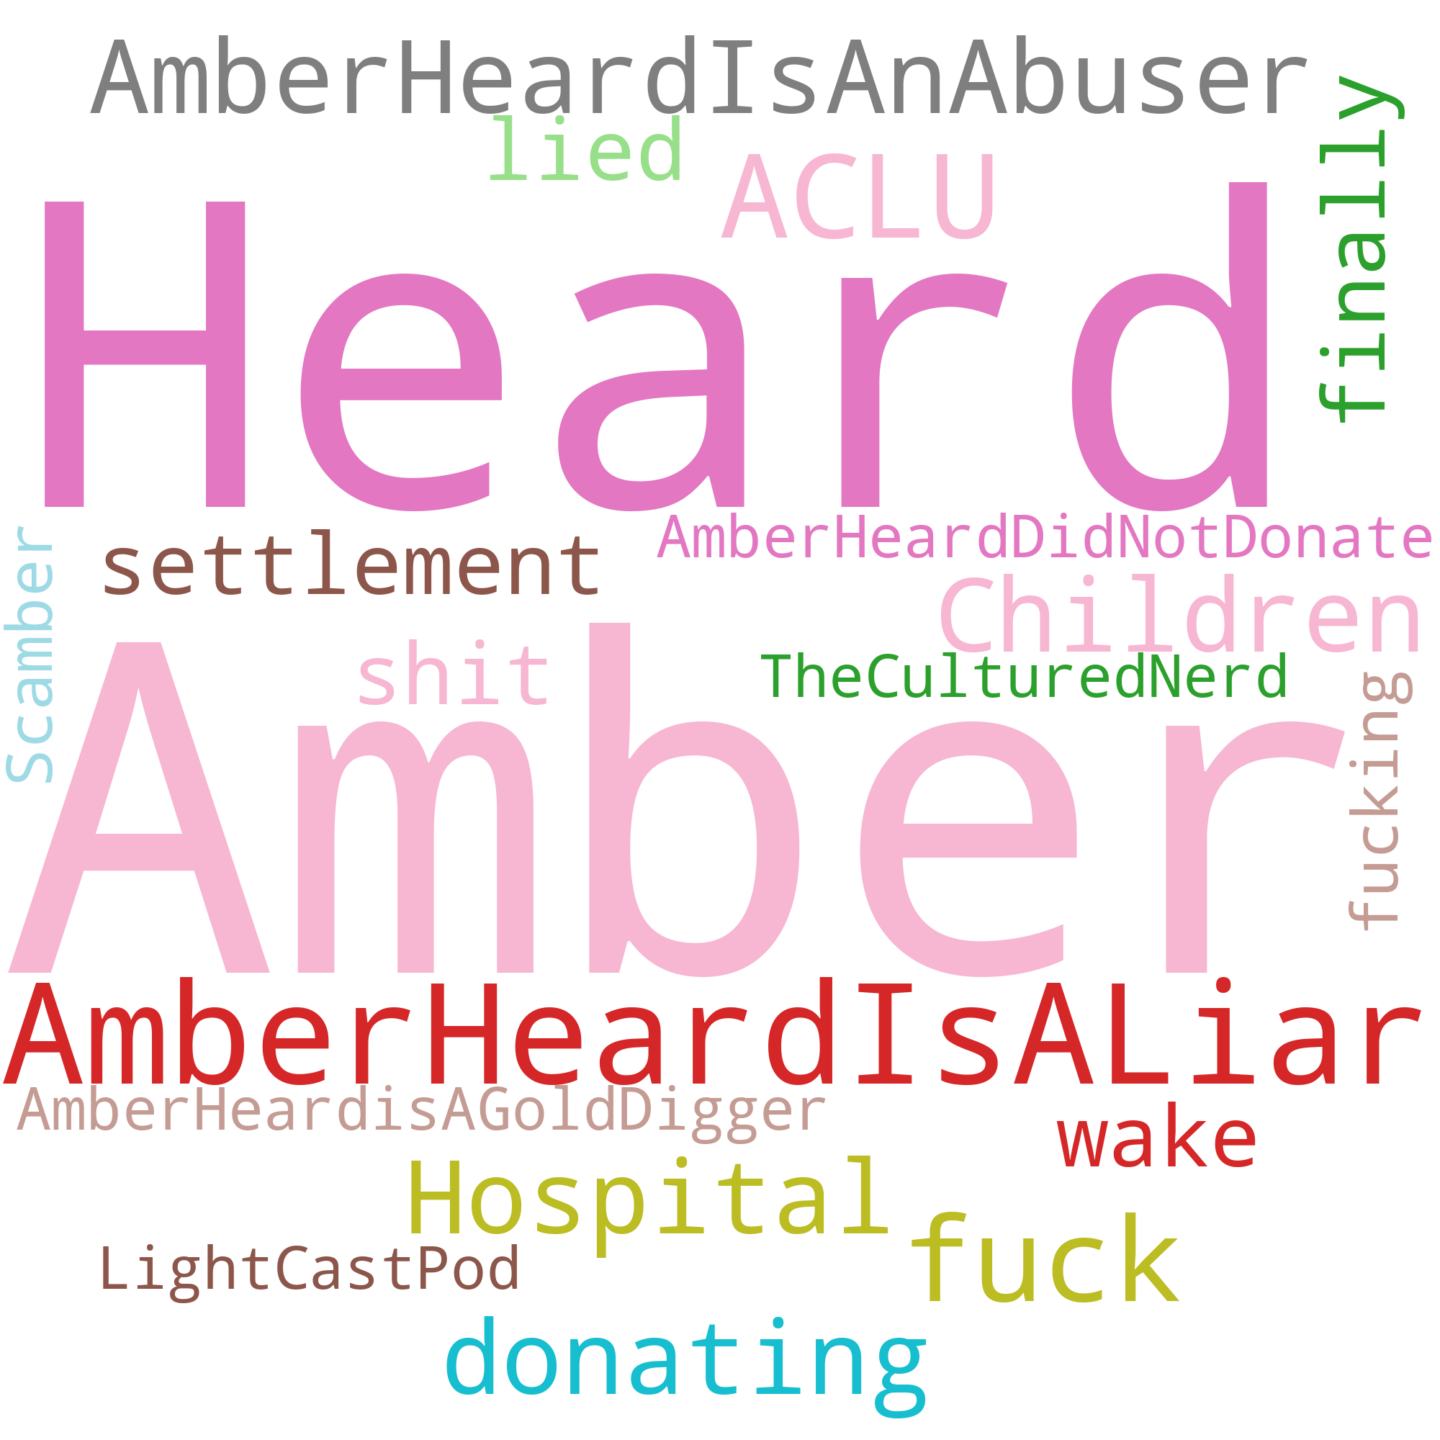 AmberHeardIsAnAbuser
finally
lied
ACLU
Heard
AmberHeardDidNotDonate
settlement
Scamber
Children
shit
TheCulturedNerd
Amber
fucking
AmberHeardIsALiar
AmberHeardisAGoldDigger
wake
Hospital
fuck
LightCastPod
donating